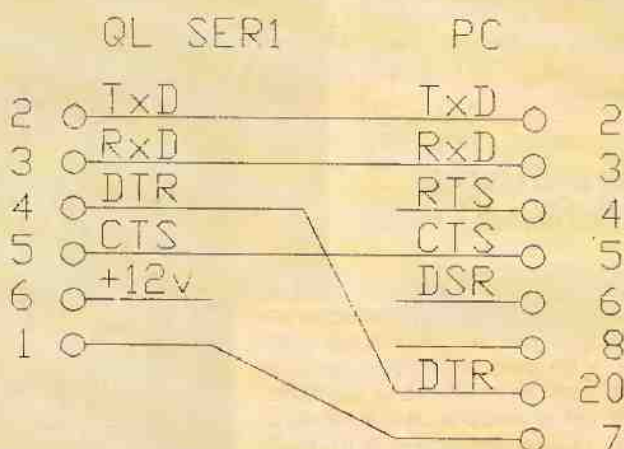 QL SER1 PC
2 TxD TxD 2
3 RxD RxD 3
4 DTR RTS 4
5 CTS CTS 5
6 +12v DSR 6
1 8
DTR 20
7